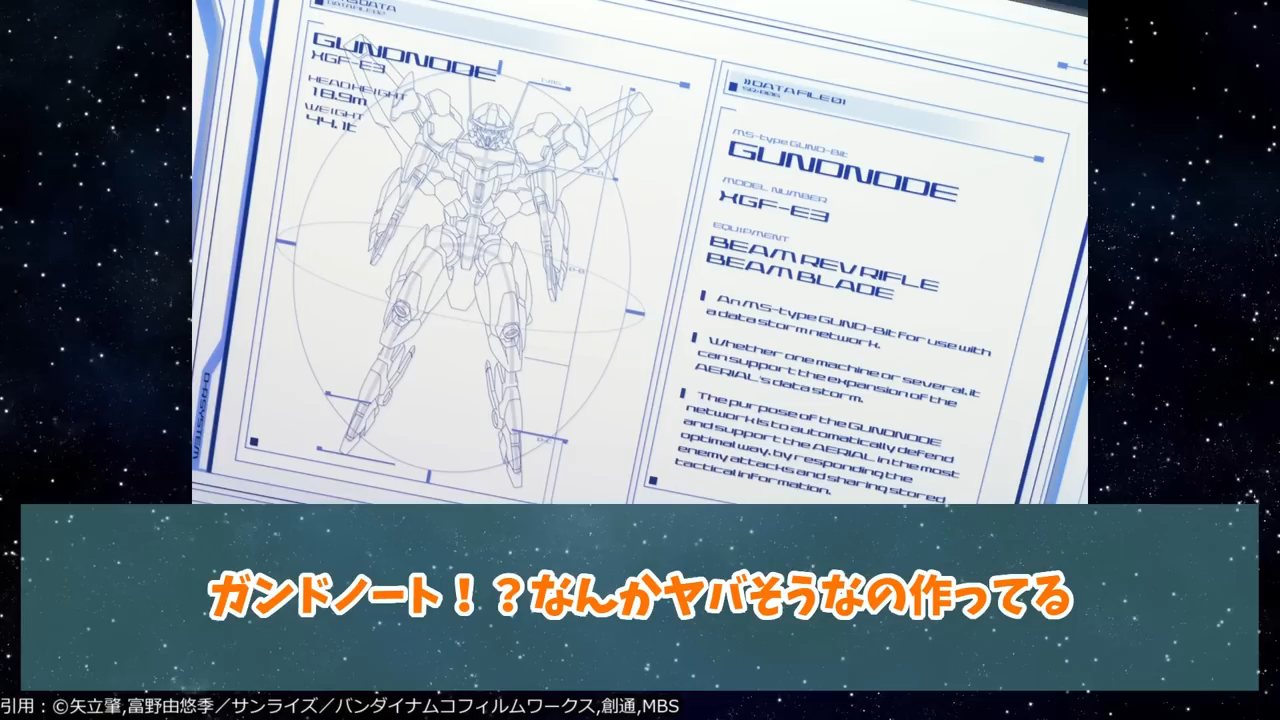 DATA
DATAFILE02
GUNDNODE
XGF-E3
HEAD HEIGHT
18.9m
WEIGHT
44.1t
DATA FILE 01
MS-type GUND-Bit
GUNDNODE
MODEL NUMBER
XGF-E3
EQUIPMENT
BEAM REV RIFLE
BEAM BLADE
An MS-type GUND-Bit for use with
a data storm network.
Whether one machine or several, it
can support the expansion of the
AERIAL's data storm.
The purpose of the GUNDNODE
network is to automatically defend
and support the AERIAL in the most
optimal way, by responding the
enemy attacks and sharing stored
tactical information.
ガンドノート！？なんかヤバそうなの作ってる
引用：©矢立肇,富野由悠季／サンライズ／バンダイナムコフィルムワークス,創通,MBS